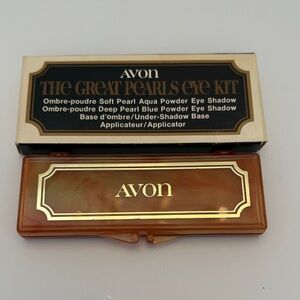 AVON
THE GREAT PEARLS EYE KIT
Ombre-poudre Soft Pearl Aqua Powder Eye Shadow
Ombre-poudre Deep Pearl Blue Powder Eye Shadow
Base d'ombre/Under-Shadow Base
Applicateur/Applicator
AVON